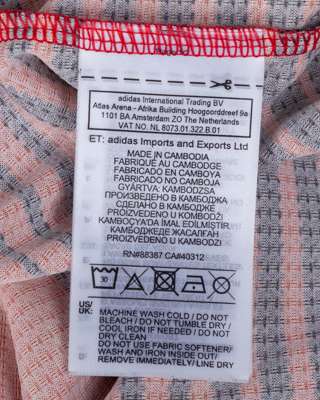 adidas International Trading BV
Atlas Arena - Afrika Building Hoogoorddreef 9a
1101 BA Amsterdam ZO The Netherlands
VAT NO. NL 8073.01.322.B.01
ET: adidas Imports and Exports Ltd
MADE IN CAMBODIA
FABRIQUÉ AU CAMBODGE
FABRICADO EN CAMBOYA
FABRICADO NO CAMBOJA
GYÁRTVA: KAMBODZSA
ПРОИЗВЕДЕНО В КАМБОДЖА
СДЕЛАНО В КАМБОДЖЕ
PROIZVEDENO U KOMBODŽI
KAMBOÇYA'DA İMAL EDİLMİŞTİR.
КАМБОДЖЕДЕ ЖАСАЛҒАН
PROIZVEDENO U KAMBODŽI
RN#88387 CA#40312
30
US/
UK:
MACHINE WASH COLD / DO NOT
BLEACH / DO NOT TUMBLE DRY /
COOL IRON IF NEEDED / DO NOT
DRY CLEAN
DO NOT USE FABRIC SOFTENER/
WASH AND IRON INSIDE OUT/
REMOVE IMMEDIATELY/ LINE DRY